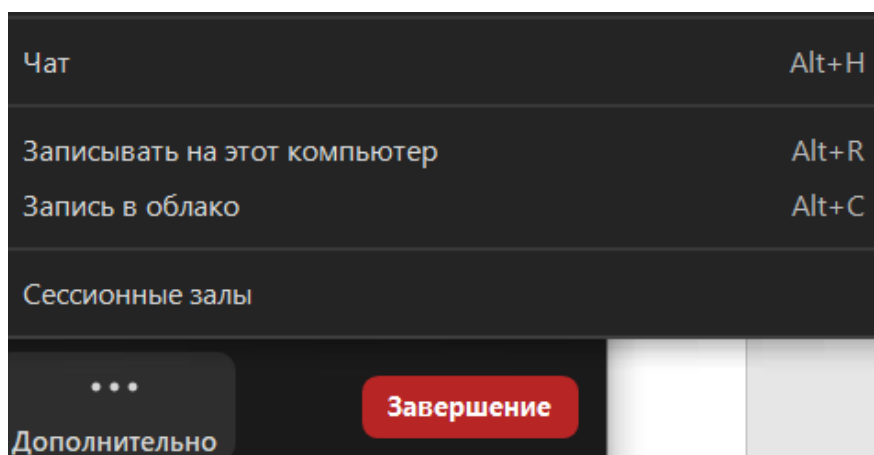 Чат Alt+H
Записывать на этот компьютер Alt+R
Запись в облако Alt+C
Сессионные залы
Завершение
Дополнительно